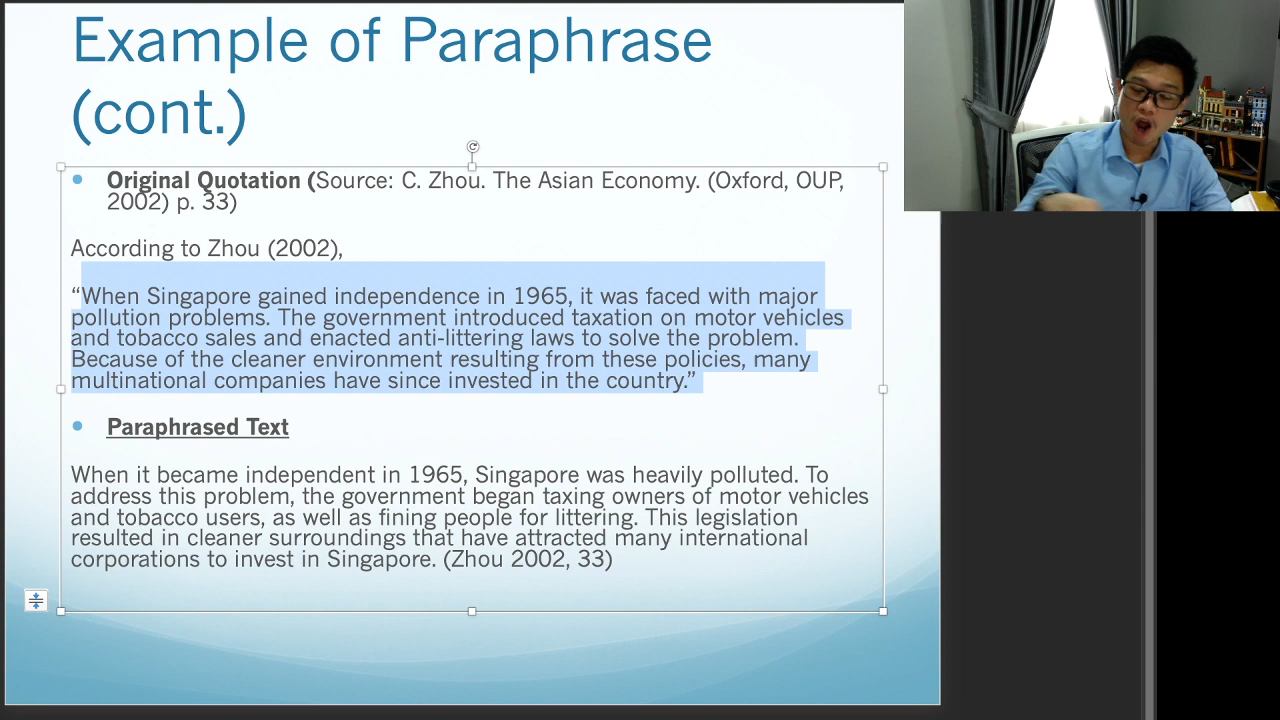 Example of Paraphrase
(cont.)
• Original Quotation (Source: C. Zhou. The Asian Economy. (Oxford, OUP,
2002) p. 33)
According to Zhou (2002),
“When Singapore gained independence in 1965, it was faced with major
pollution problems. The government introduced taxation on motor vehicles
and tobacco sales and enacted anti-littering laws to solve the problem.
Because of the cleaner environment resulting from these policies, many
multinational companies have since invested in the country.”
• Paraphrased Text
When it became independent in 1965, Singapore was heavily polluted. To
address this problem, the government began taxing owners of motor vehicles
and tobacco users, as well as fining people for littering. This legislation
resulted in cleaner surroundings that have attracted many international
corporations to invest in Singapore. (Zhou 2002, 33)